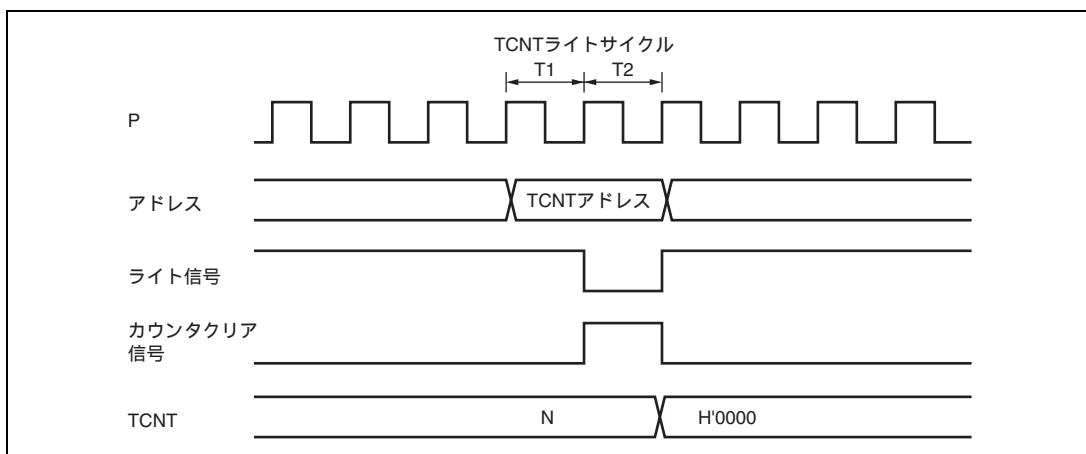 TCNTライトサイクル
T1 T2
P
アドレス
TCNTアドレス
ライト信号
カウンタクリア
信号
TCNT
N
H'0000